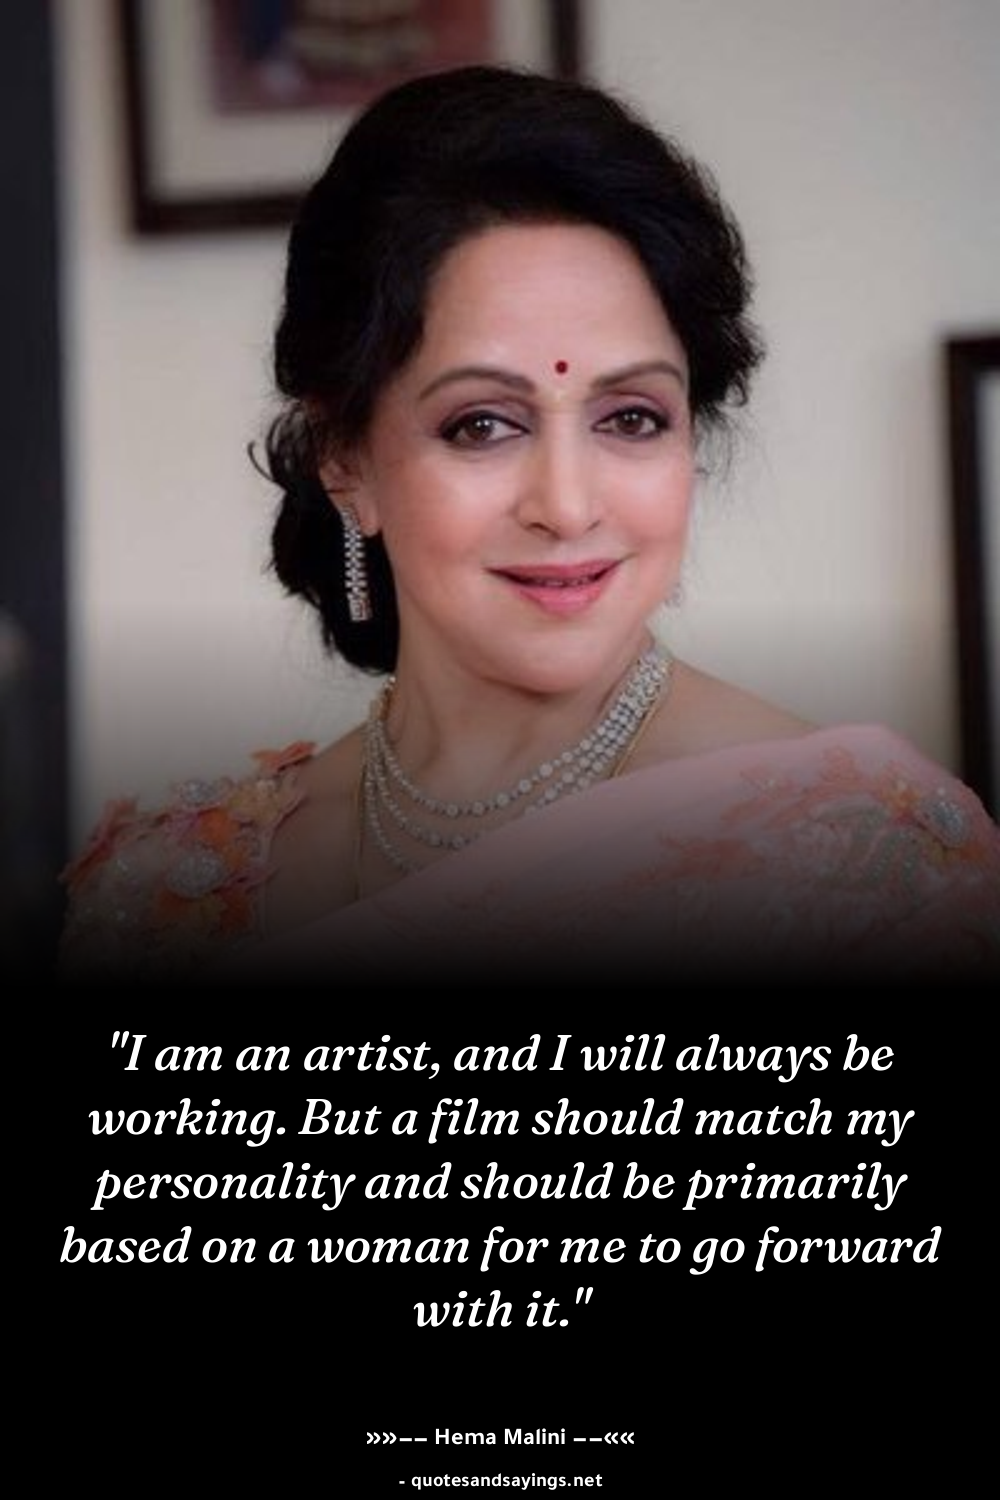 "I am an artist, and I will always be
working. But a film should match my
personality and should be primarily
based on a woman for me to go forward
with it."
»»−− Hema Malini −−««
- quotesandsayings.net